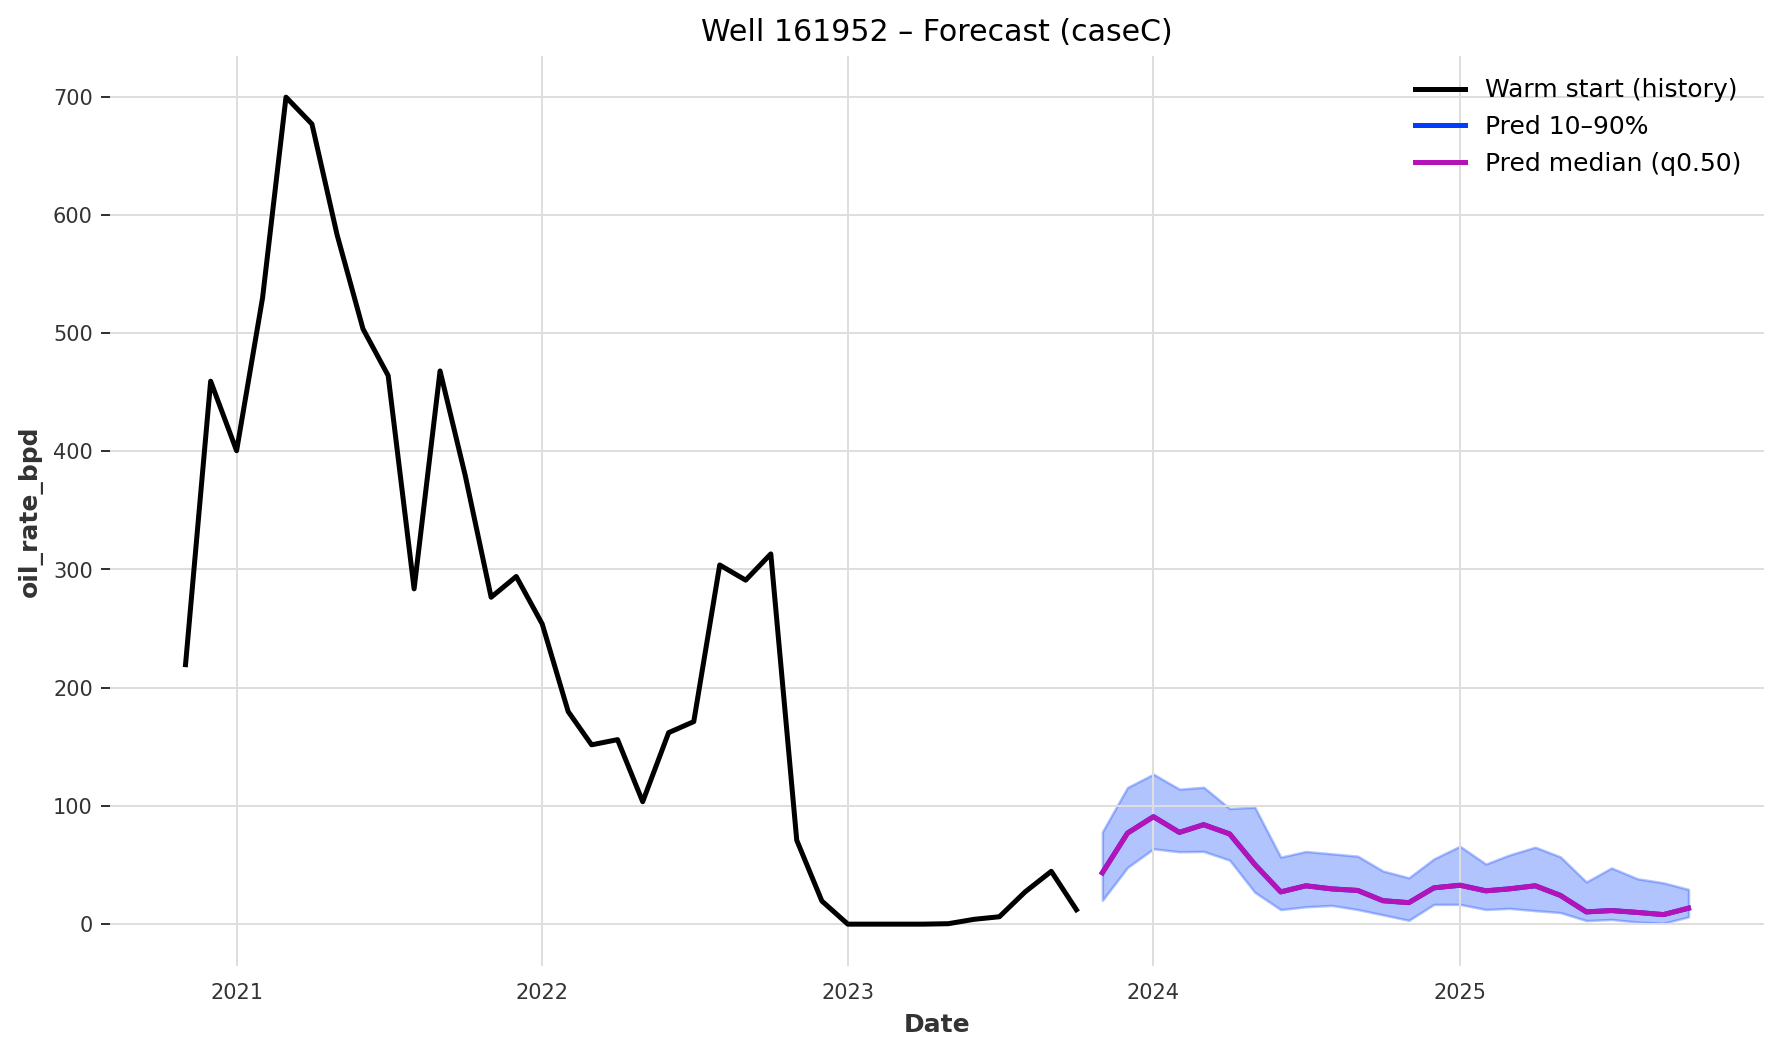 Well 161952 – Forecast (caseC)
Warm start (history)
Pred 10–90%
Pred median (q0.50)
oil_rate_bpd
700
600
500
400
300
200
100
0
2021
2022
2023
2024
2025
Date